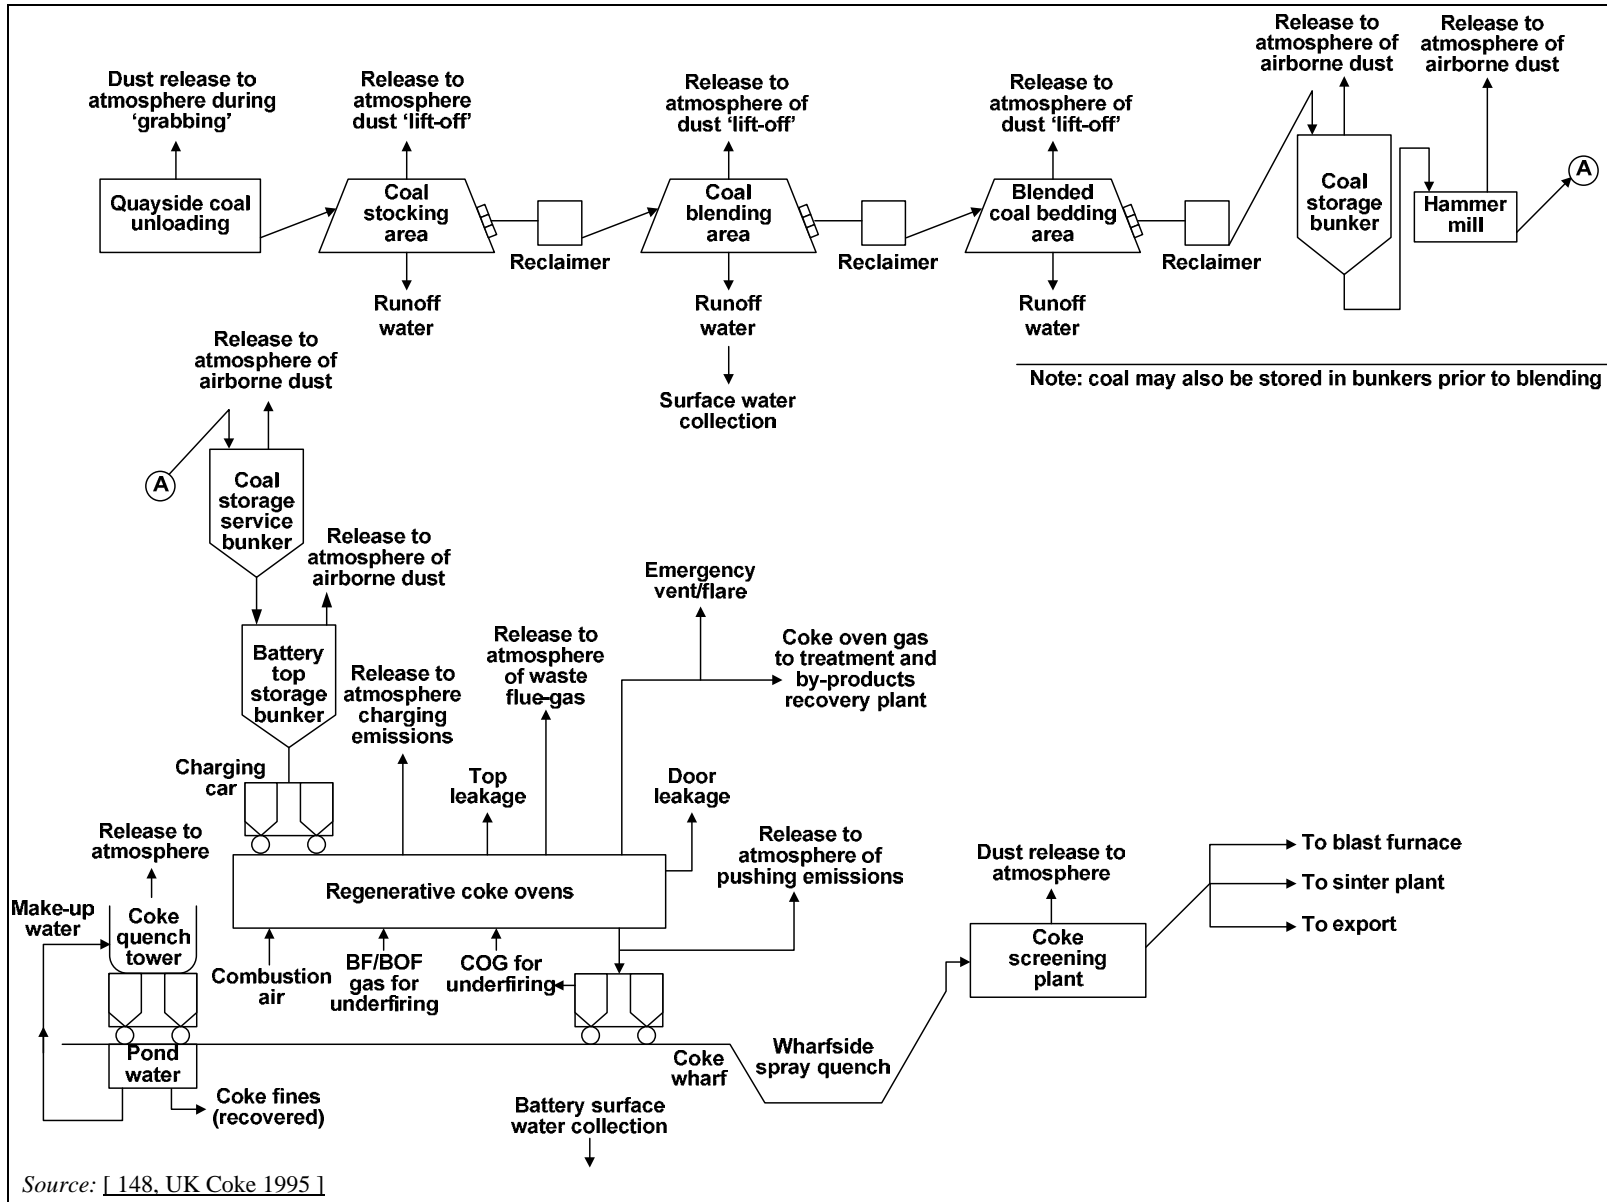 Dust release to
atmosphere during
‘grabbing’
Release to
atmosphere
dust ‘lift-off’
Release to
atmosphere of
dust ‘lift-off’
Release to
atmosphere of
dust ‘lift-off’
Release to
atmosphere of
airborne dust
Release to
atmosphere of
airborne dust
Quayside coal
unloading
Coal
stocking
area
Reclaimer
Coal
blending
area
Reclaimer
Blended
coal bedding
area
Reclaimer
Coal
storage
bunker
Hammer
mill
A
Runoff
water
Runoff
water
Runoff
water
Surface water
collection
Note: coal may also be stored in bunkers prior to blending
Release to
atmosphere of
airborne dust
A
Coal
storage
service
bunker
Release to
atmosphere of
airborne dust
Battery
top
storage
bunker
Release to
atmosphere
charging
emissions
Release to
atmosphere
of waste
flue-gas
Emergency
vent/flare
Coke oven gas
to treatment and
by-products
recovery plant
Charging
car
Top
leakage
Door
leakage
Release to
atmosphere
Release to
atmosphere of
pushing emissions
Dust release to
atmosphere
To blast furnace
To sinter plant
To export
Regenerative coke ovens
Make-up
water
Coke
quench
tower
Combustion
air
BF/BOF
gas for
underfiring
COG for
underfiring
Coke
screening
plant
Pond
water
Coke fines
(recovered)
Coke
wharf
Wharfside
spray quench
Battery surface
water collection
Source: [ 148, UK Coke 1995 ]